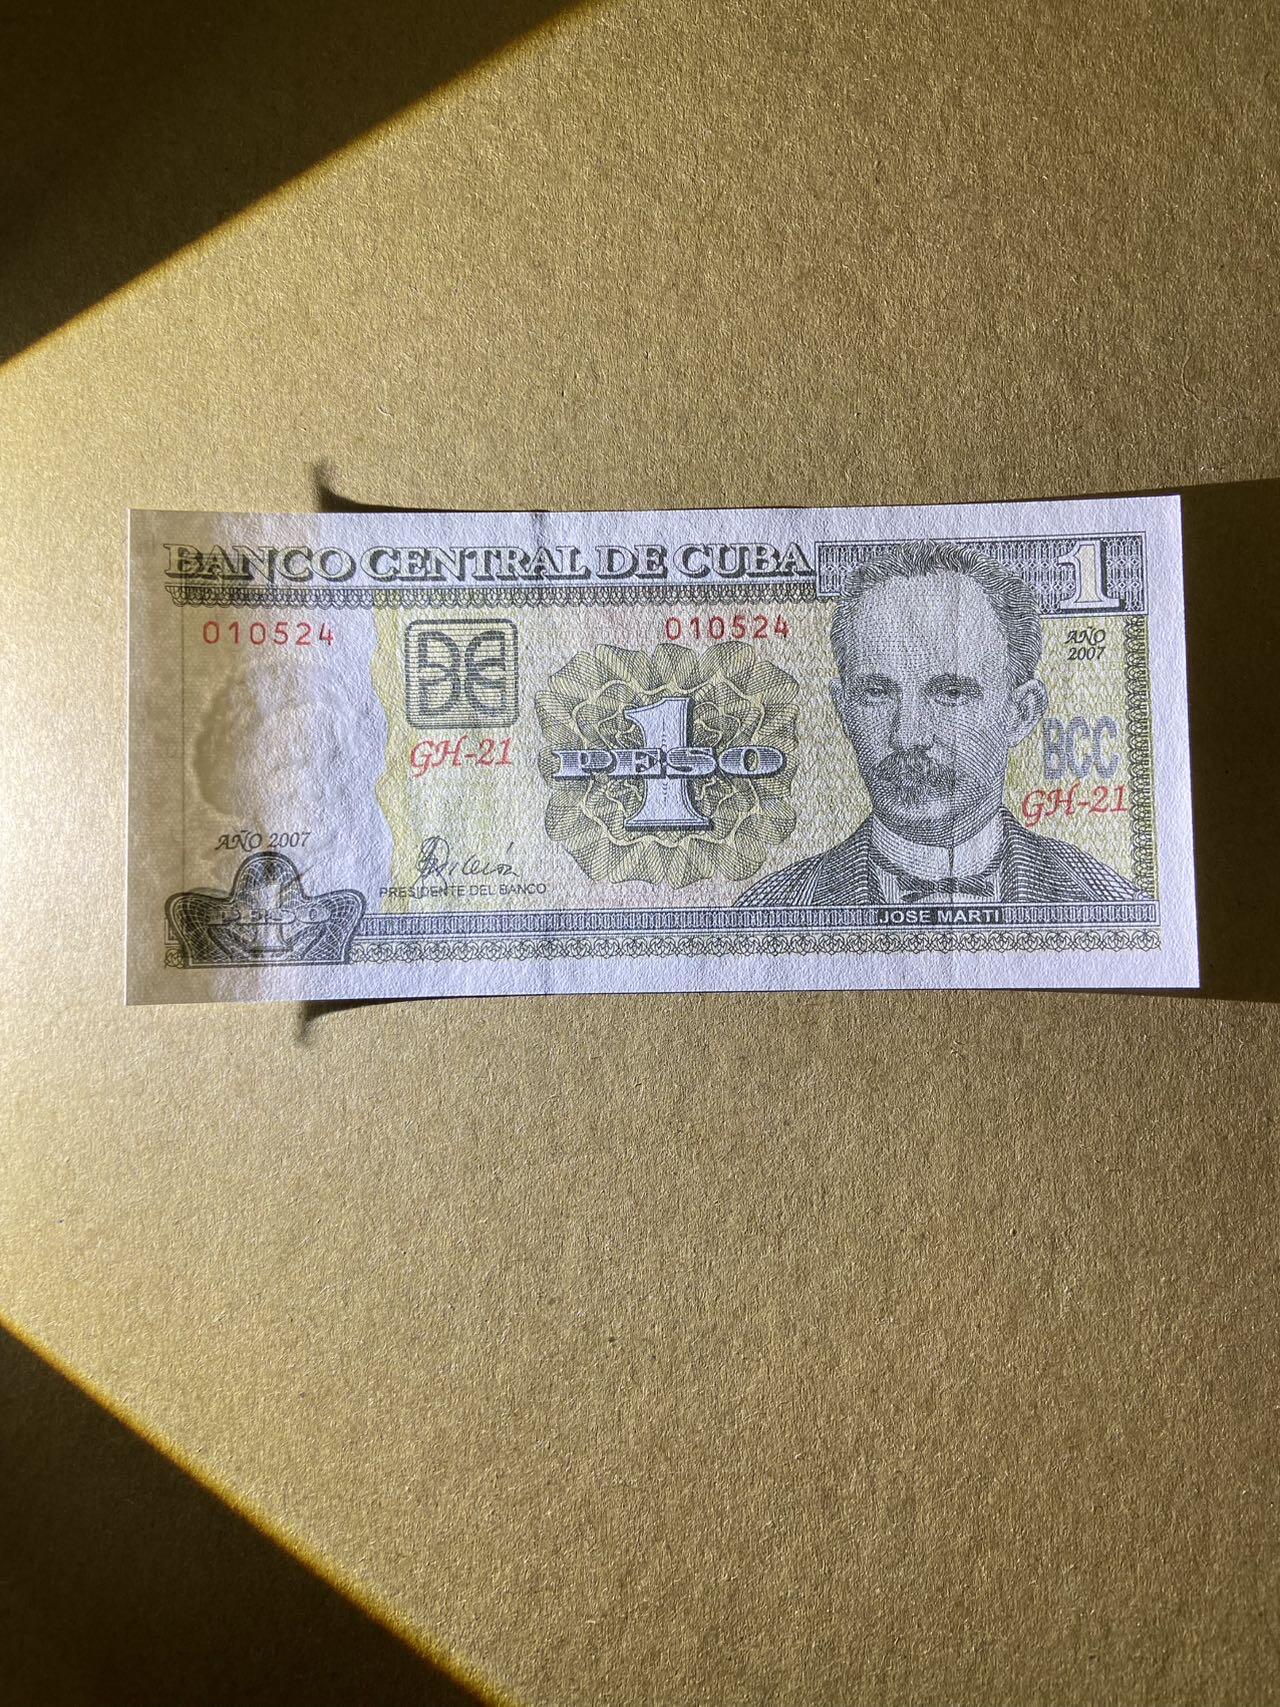 BANCO CENTRAL DE CUBA
1
010524
010524
AÑO
2007
GH-21
1
PESO
BCC
GH-21
AÑO 2007
PRESIDENTE DEL BANCO
1
PESO
JOSE MARTI